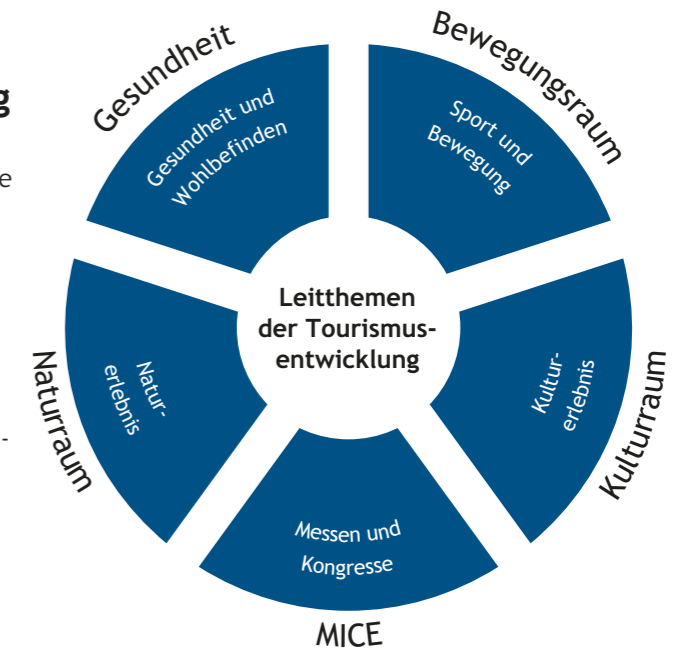 g
e
-
Gesundheit
Gesundheit und
Wohlbefinden
Bewegungsraum
Sport und
Bewegung
Leitthemen
der Tourismus-
entwicklung
Naturraum
Natur-
erlebnis
Kultur-
erlebnis
Kulturraum
Messen und
Kongresse
MICE